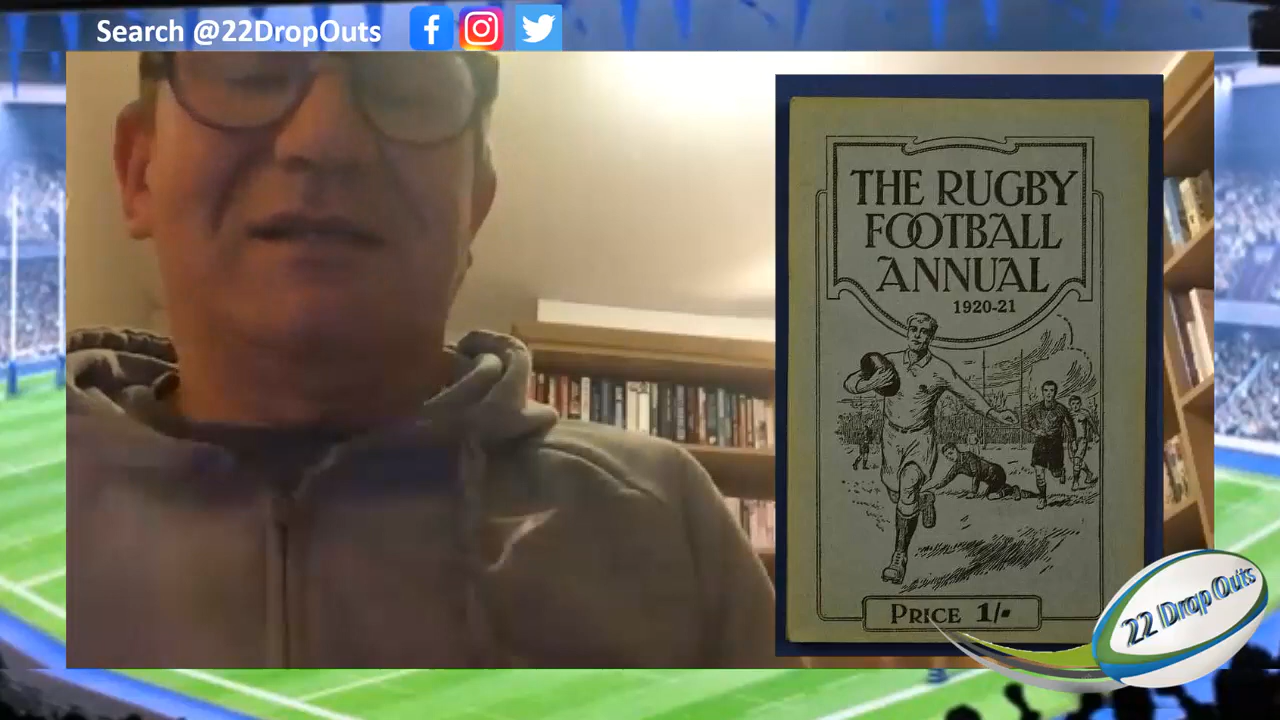 Search @22DropOuts
THE RUGBY
FOOTBALL
ANNUAL
1920-21
PRICE 1/-
22 Drop Outs